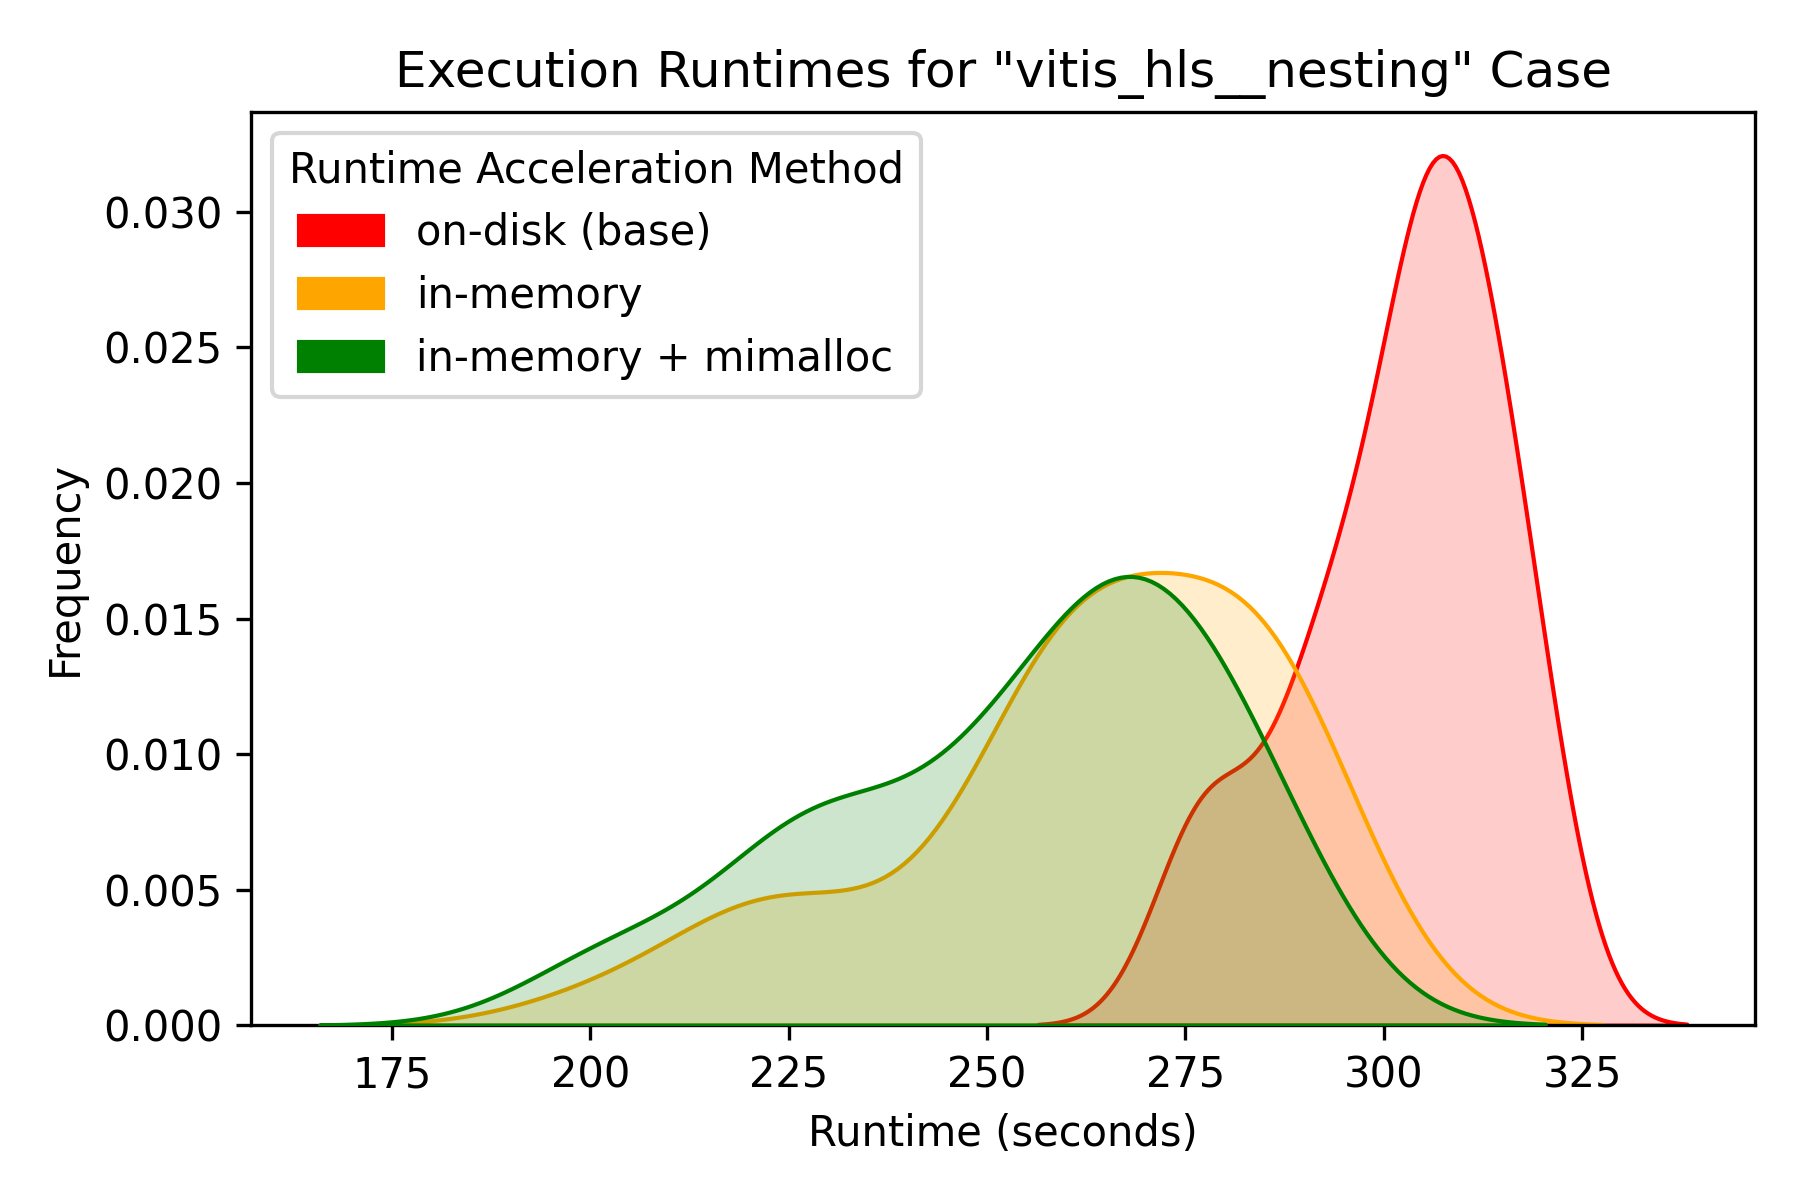 Execution Runtimes for "vitis_hls__nesting" Case
Runtime Acceleration Method
on-disk (base)
in-memory
in-memory + mimalloc
Frequency
0.030
0.025
0.020
0.015
0.010
0.005
0.000
175 200 225 250 275 300 325
Runtime (seconds)